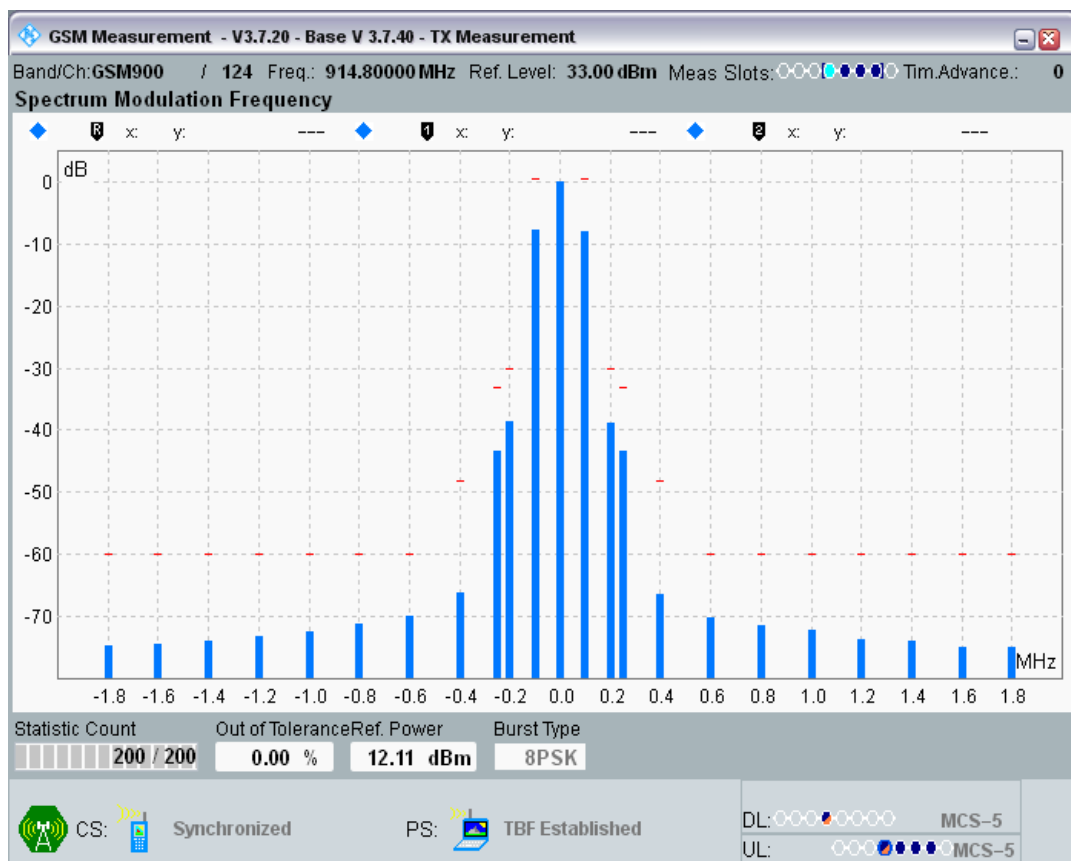 GSM Measurement - V3.7.20 - Base V 3.7.40 - TX Measurement
Band/Ch:GSM900 / 124 Freq.: 914.80000 MHz Ref. Level: 33.00 dBm Meas Slots: Tim.Advance.: 0
Spectrum Modulation Frequency
R x: y: --- 1 x: y: --- 2 x: y: ---
dB
0
-10
-20
-30
-40
-50
-60
-70
MHz
-1.8 -1.6 -1.4 -1.2 -1.0 -0.8 -0.6 -0.4 -0.2 0.0 0.2 0.4 0.6 0.8 1.0 1.2 1.4 1.6 1.8
Statistic Count Out of Tolerance Ref. Power Burst Type
200 / 200 0.00 % 12.11 dBm 8PSK
DL: MCS-5
CS: Synchronized PS: TBF Established
UL: MCS-5